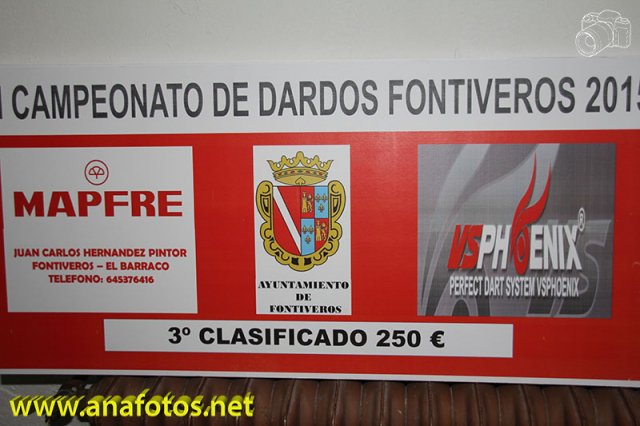 I CAMPEONATO DE DARDOS FONTIVEROS 2015
MAPFRE
JUAN CARLOS HERNANDEZ PINTOR
FONTIVEROS – EL BARRACO
TELEFONO: 645376416
AYUNTAMIENTO
DE
FONTIVEROS
VSPHOENIX®
PERFECT DART SYSTEM VSPHOENIX
VS
3º CLASIFICADO 250 €
www.anafotos.net